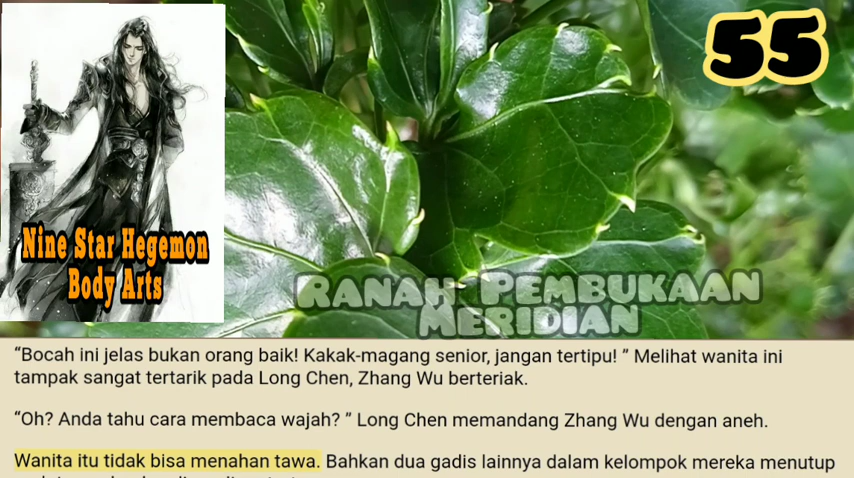 55
Nine Star Hegemon
Body Arts
Ranah Pembukaan
Meridian
“Bocah ini jelas bukan orang baik! Kakak-magang senior, jangan tertipu! ” Melihat wanita ini
tampak sangat tertarik pada Long Chen, Zhang Wu berteriak.
“Oh? Anda tahu cara membaca wajah? ” Long Chen memandang Zhang Wu dengan aneh.
Wanita itu tidak bisa menahan tawa. Bahkan dua gadis lainnya dalam kelompok mereka menutup